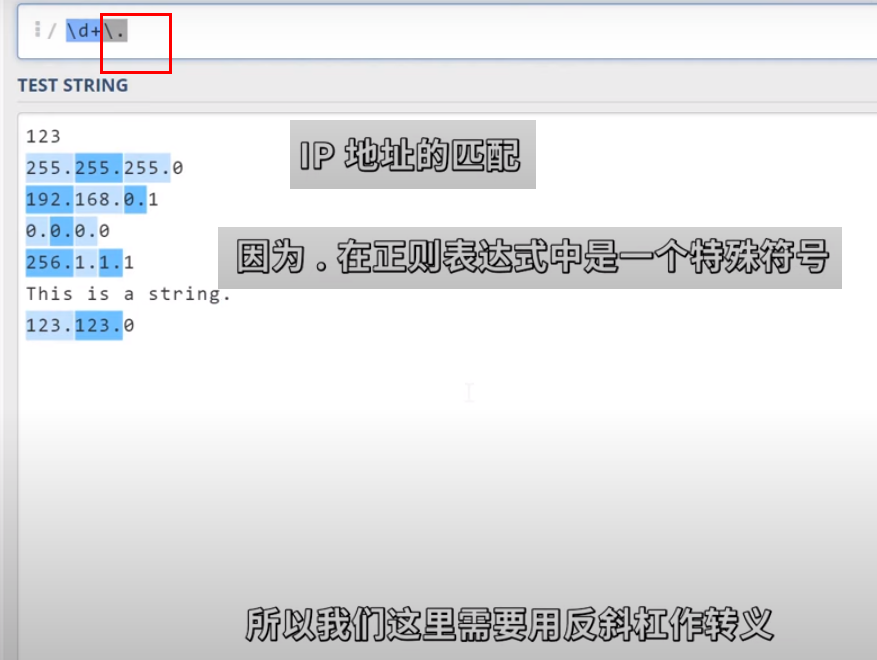 / \d+\.
TEST STRING
123
IP 地址的匹配
255.255.255.0
192.168.0.1
0.0.0.0
因为 . 在正则表达式中是一个特殊符号
256.1.1.1
This is a string.
123.123.0
所以我们这里需要用反斜杠作转义